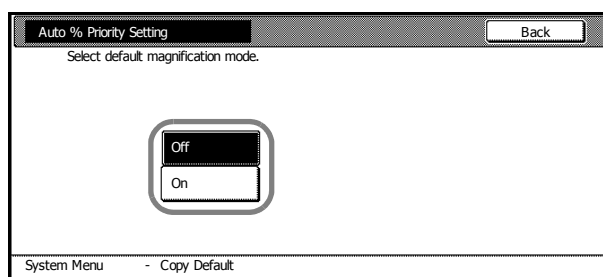 Auto % Priority Setting Back
Select default magnification mode.
Off
On
System Menu - Copy Default